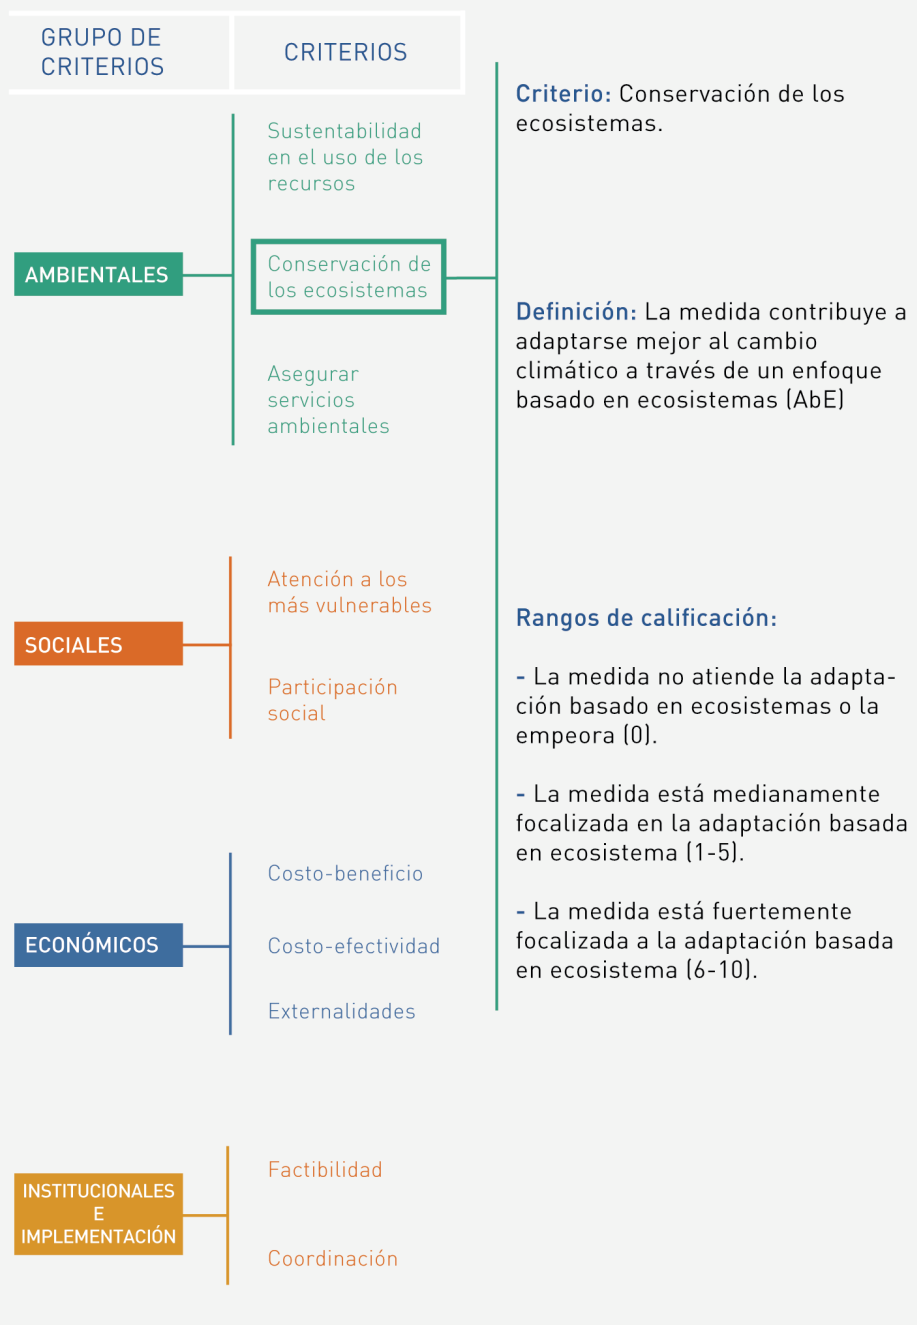 GRUPO DE
CRITERIOS
CRITERIOS
AMBIENTALES
Sustentabilidad
en el uso de los
recursos
Conservación de
los ecosistemas
Asegurar
servicios
ambientales
SOCIALES
Atención a los
más vulnerables
Participación
social
ECONÓMICOS
Costo-beneficio
Costo-efectividad
Externalidades
INSTITUCIONALES
E
IMPLEMENTACIÓN
Factibilidad
Coordinación
Criterio: Conservación de los
ecosistemas.
Definición: La medida contribuye a
adaptarse mejor al cambio
climático a través de un enfoque
basado en ecosistemas (AbE)
Rangos de calificación:
- La medida no atiende la adapta-
ción basado en ecosistemas o la
empeora (0).
- La medida está medianamente
focalizada en la adaptación basada
en ecosistema (1-5).
- La medida está fuertemente
focalizada a la adaptación basada
en ecosistema (6-10).